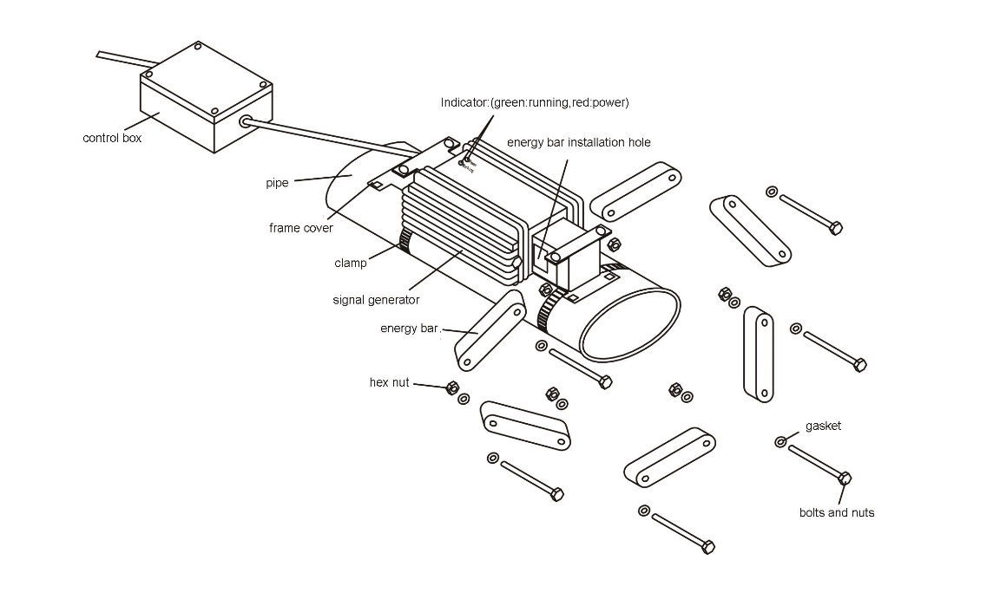 Indicator:(green:running,red:power)
control box
energy bar installation hole
pipe
frame cover
clamp
signal generator
energy bar
hex nut
gasket
bolts and nuts